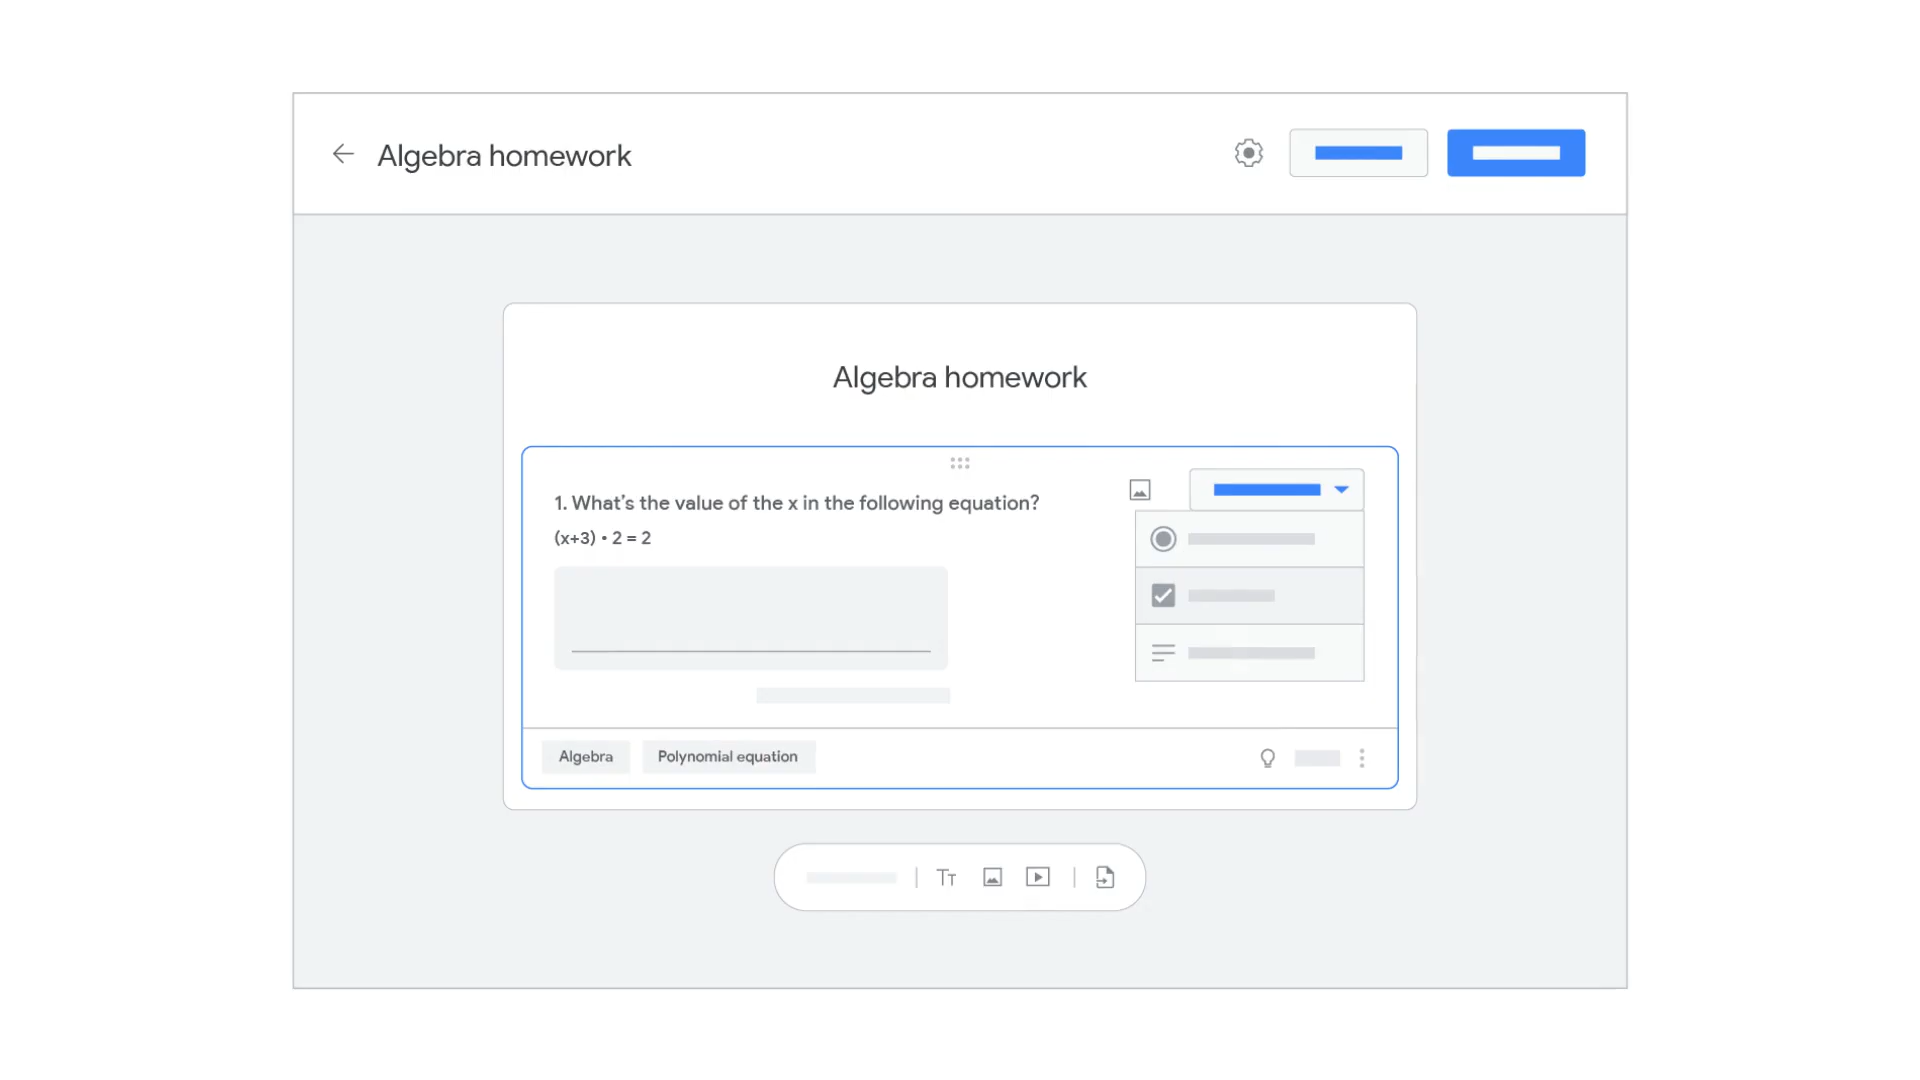 Algebra homework
Algebra homework
1. What’s the value of the x in the following equation?
(x+3) • 2 = 2
Algebra
Polynomial equation
Tт